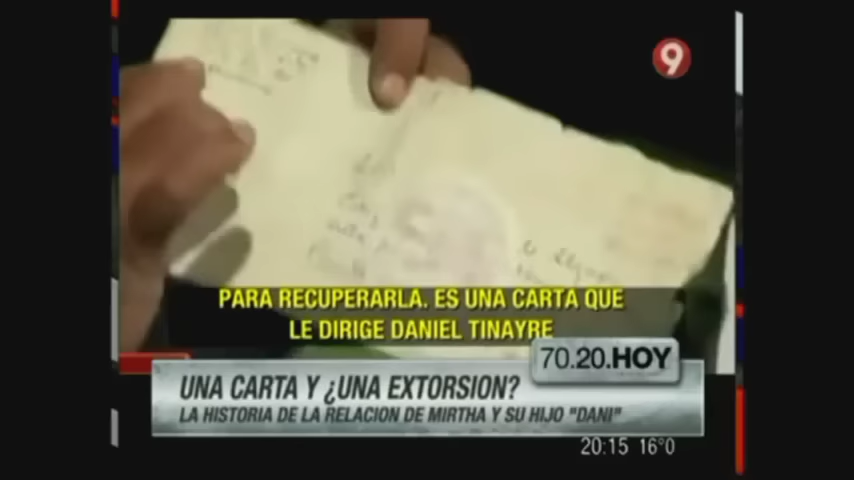 9
PARA RECUPERARLA. ES UNA CARTA QUE
LE DIRIGE DANIEL TINAYRE
70.20.HOY
UNA CARTA Y ¿UNA EXTORSION?
LA HISTORIA DE LA RELACION DE MIRTHA Y SU HIJO "DANI"
20:15 16°0